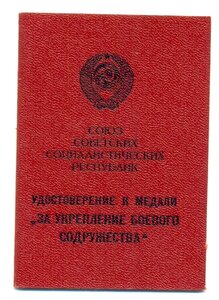 СОЮЗ
СОВЕТСКИХ
СОЦИАЛИСТИЧЕСКИХ
РЕСПУБЛИК
УДОСТОВЕРЕНИЕ К МЕДАЛИ
„ЗА УКРЕПЛЕНИЕ БОЕВОГО
СОДРУЖЕСТВА“